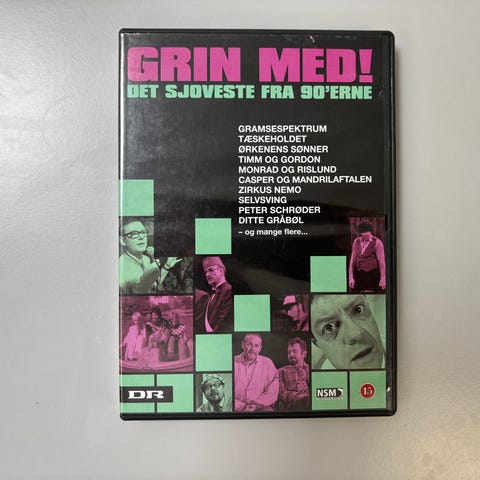 GRIN MED!
DET SJOVESTE FRA 90'ERNE
GRAMSESPEKTRUM
TÆSKEHOLDET
ØRKENENS SØNNER
TIMM OG GORDON
MONRAD OG RISLUND
CASPER OG MANDRILAFTALEN
ZIRKUS NEMO
SELVSVING
PETER SCHRØDER
DITTE GRÅBØL
– og mange flere...
DR
NSM
15